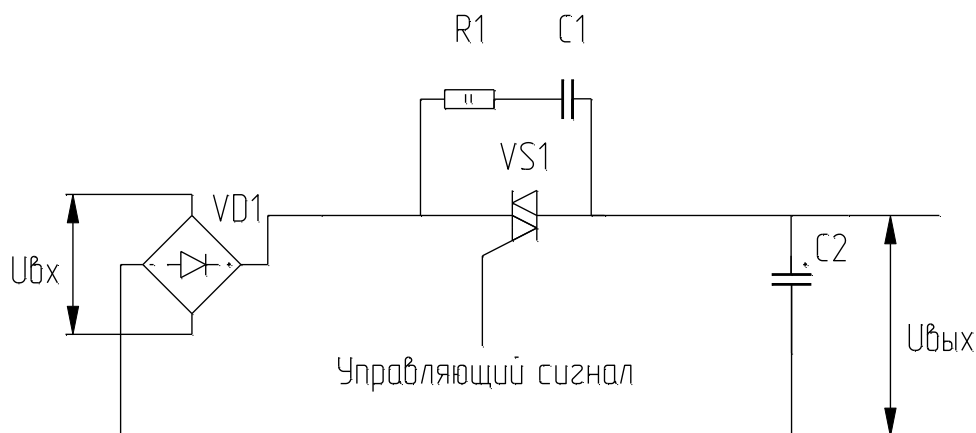 R1
C1
VS1
VD1
C2
Uвх
Uвых
Управляющий сигнал